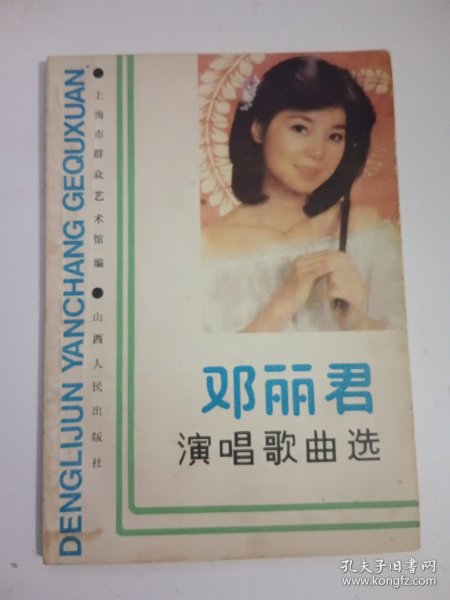 DENGLIJUN YANCHANG GEQUXUAN
●上海市群众艺术馆编●山西人民出版社
邓丽君
演唱歌曲选
孔夫子旧书网
www.kongfz.com